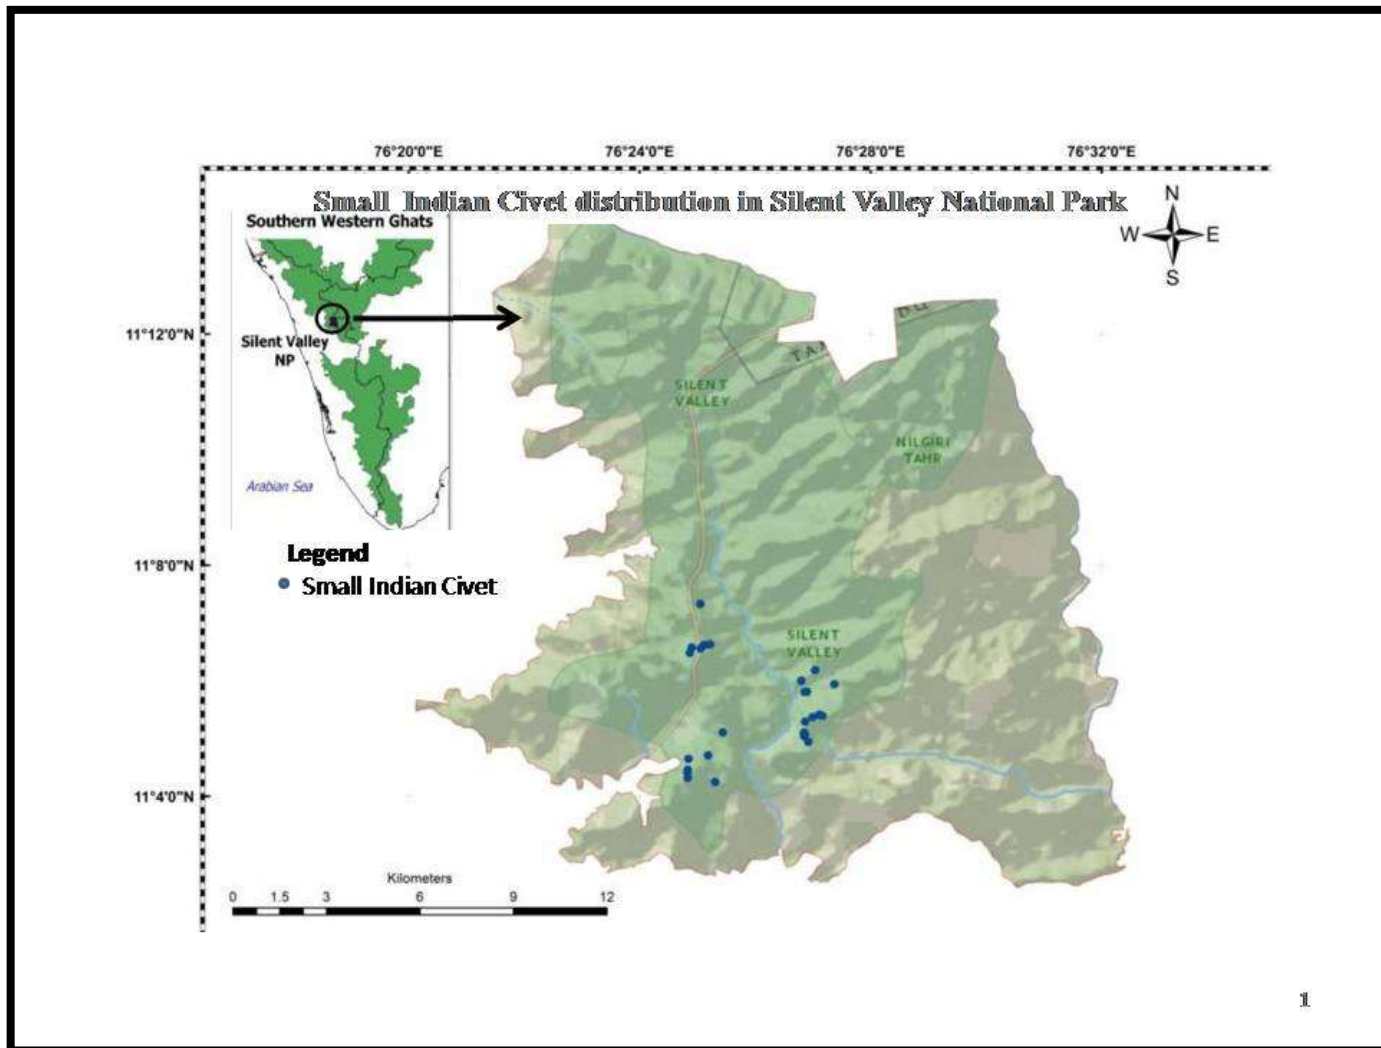 76°20'0"E
76°24'0"E
76°28'0"E
76°32'0"E
Small Indian Civet distribution in Silent Valley National Park
Southern Western Ghats
N
W
E
S
11°12'0"N
Silent Valley
NP
Arabian Sea
DU
TA
SILENT
VALLEY
NILGIRI
TAHR
11°8'0"N
Legend
Small Indian Civet
SILENT
VALLEY
11°4'0"N
Kilometers
0 1.5 3 6 9 12
1